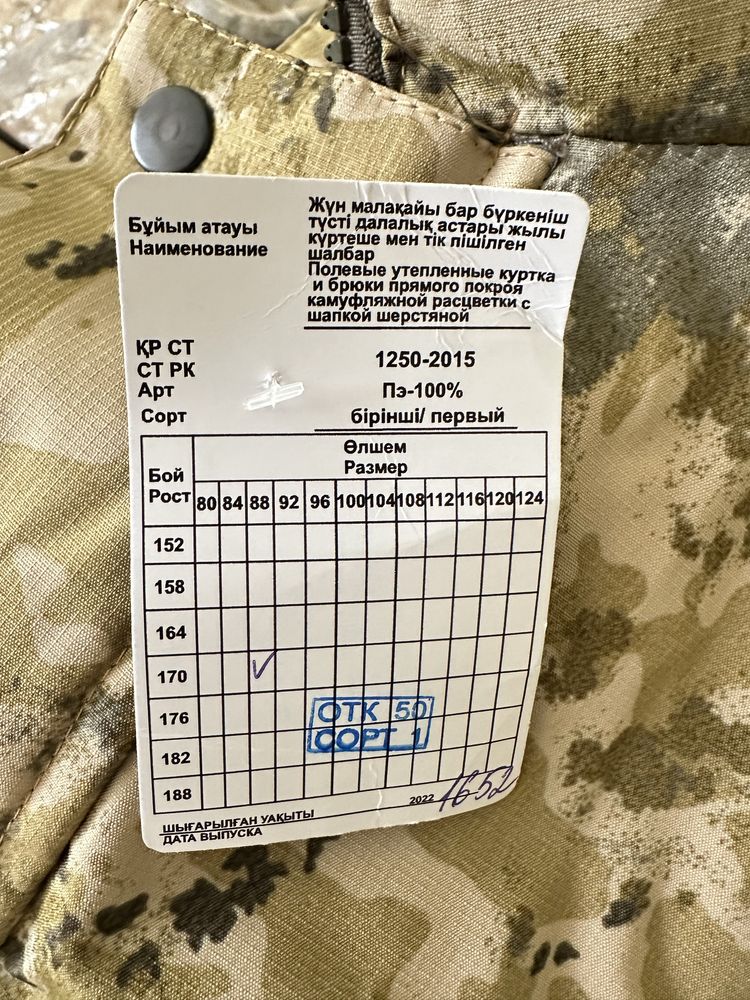 Бұйым атауы
Наименование
Жүн малақайы бар бүркеніш
түсті далалық астары жылы
күртеше мен тік пішілген
шалбар
Полевые утепленные куртка
и брюки прямого покроя
камуфляжной расцветки с
шапкой шерстяной
ҚР СТ
СТ РК
1250-2015
Арт
Пэ-100%
Сорт
бірінші/ первый
Бой
Рост
Өлшем
Размер
80 84 88 92 96 100 104 108 112 116 120 124
152
158
164
170
176
182
188
ОТК 50
СОРТ 1
ШЫҒАРЫЛҒАН УАҚЫТЫ
ДАТА ВЫПУСКА
2022
1652